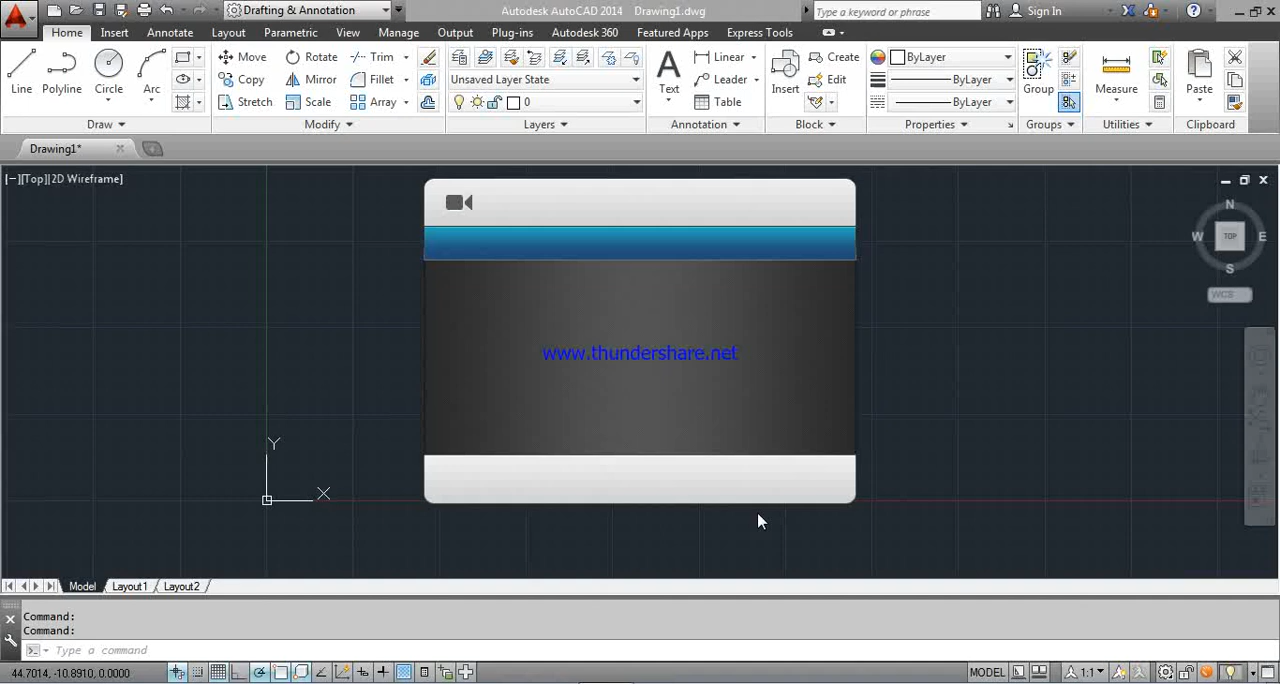 Drafting & Annotation
Autodesk AutoCAD 2014 Drawing1.dwg
Type a keyword or phrase
Sign In
Home Insert Annotate Layout Parametric View Manage Output Plug-ins Autodesk 360 Featured Apps Express Tools
Line
Polyline
Circle
Arc
Draw
Move Rotate Trim
Copy Mirror Fillet
Stretch Scale Array
Modify
Unsaved Layer State
0
Layers
Text
Linear
Leader
Table
Annotation
Insert
Create
Edit
Block
ByLayer
ByLayer
ByLayer
Properties
Group
Groups
Measure
Utilities
Paste
Clipboard
Drawing1*
[−][Top][2D Wireframe]
N
W TOP E
S
WCS
www.thundershare.net
Y
X
Model Layout1 Layout2
Command:
Command:
Type a command
44.7014, -10.8910, 0.0000
MODEL
1:1